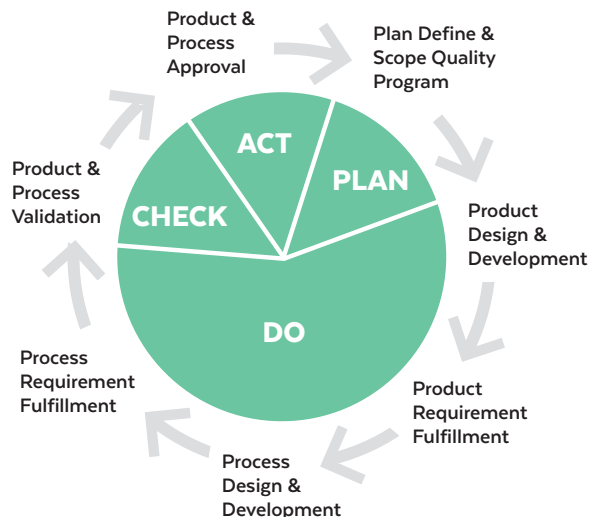 Product &
Process
Approval
Plan Define &
Scope Quality
Program
ACT
PLAN
CHECK
DO
Product &
Process
Validation
Product
Design &
Development
Process
Requirement
Fulfillment
Product
Requirement
Fulfillment
Process
Design &
Development